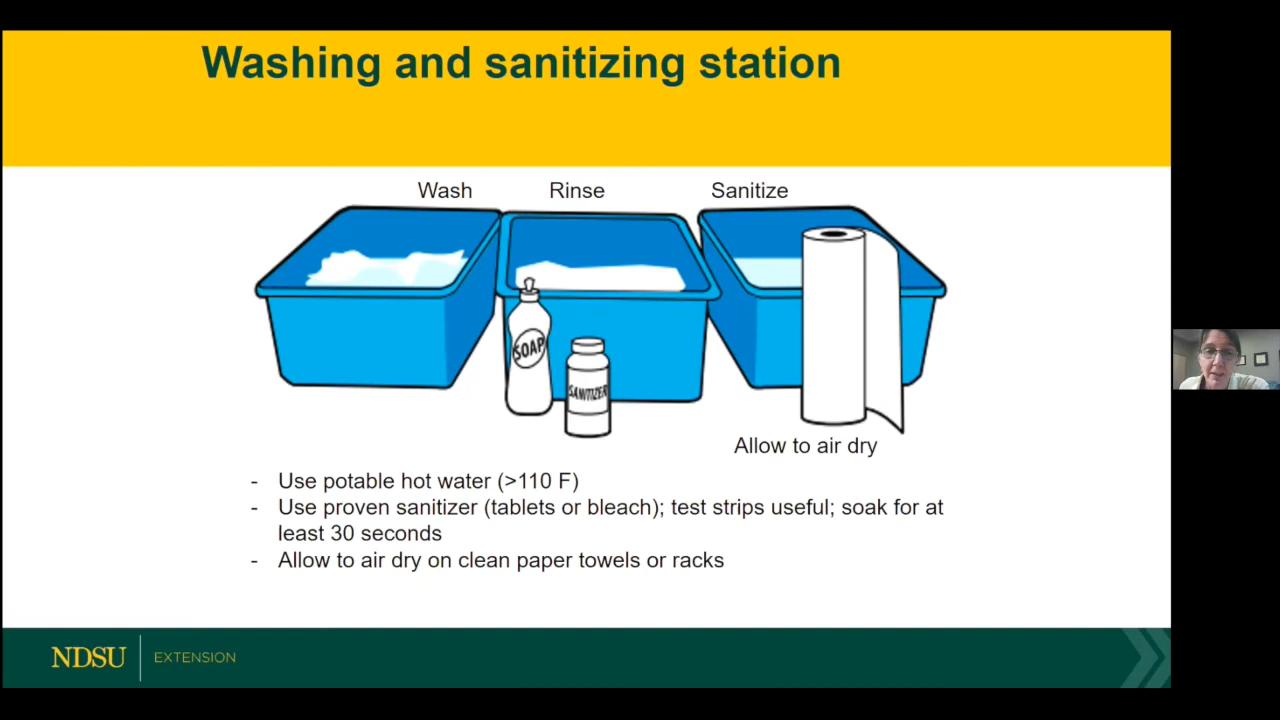 Washing and sanitizing station
Wash Rinse Sanitize
SOAP
SANITIZER
Allow to air dry
- Use potable hot water (>110 F)
- Use proven sanitizer (tablets or bleach); test strips useful; soak for at
least 30 seconds
- Allow to air dry on clean paper towels or racks
NDSU EXTENSION